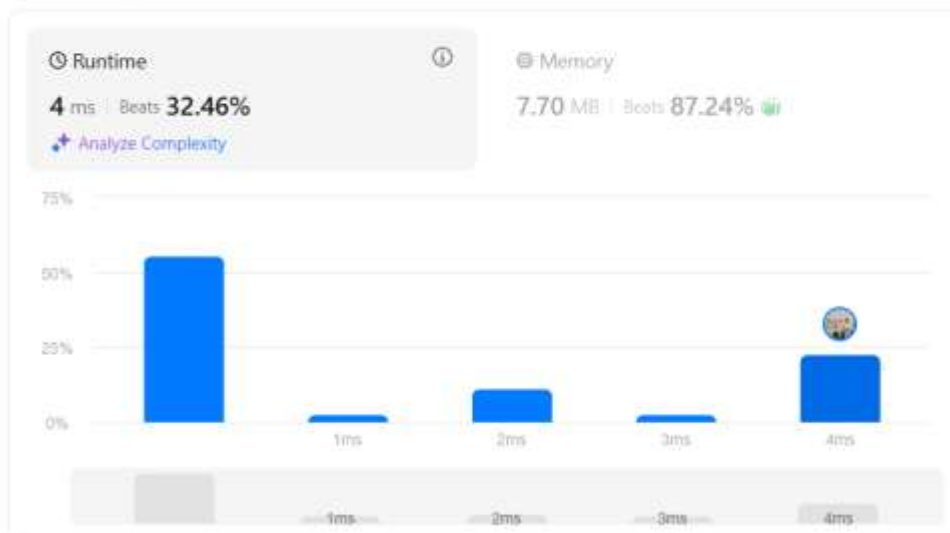 Runtime
Memory
4 ms | Beats 32.46%
7.70 MB | Beats 87.24%
Analyze Complexity
75%
50%
25%
0%
1ms 2ms 3ms 4ms
1ms 2ms 3ms 4ms